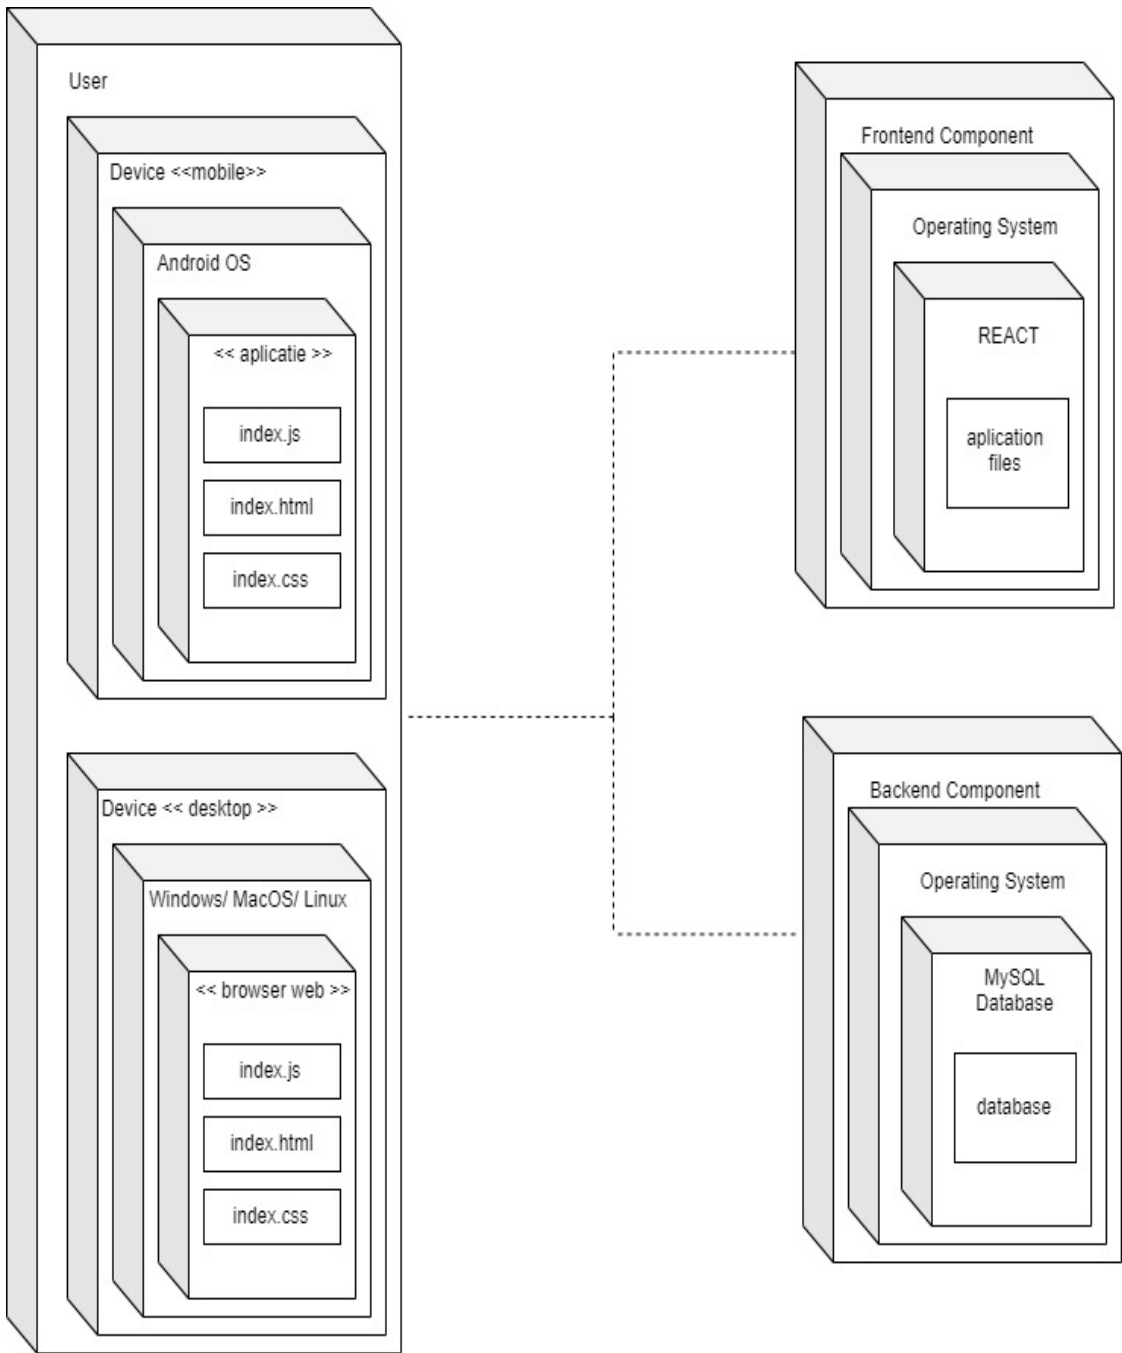 User
Device <<mobile>>
Android OS
<< aplicatie >>
index.js
index.html
index.css
Device << desktop >>
Windows/ MacOS/ Linux
<< browser web >>
index.js
index.html
index.css
Frontend Component
Operating System
REACT
aplication
files
Backend Component
Operating System
MySQL
Database
database